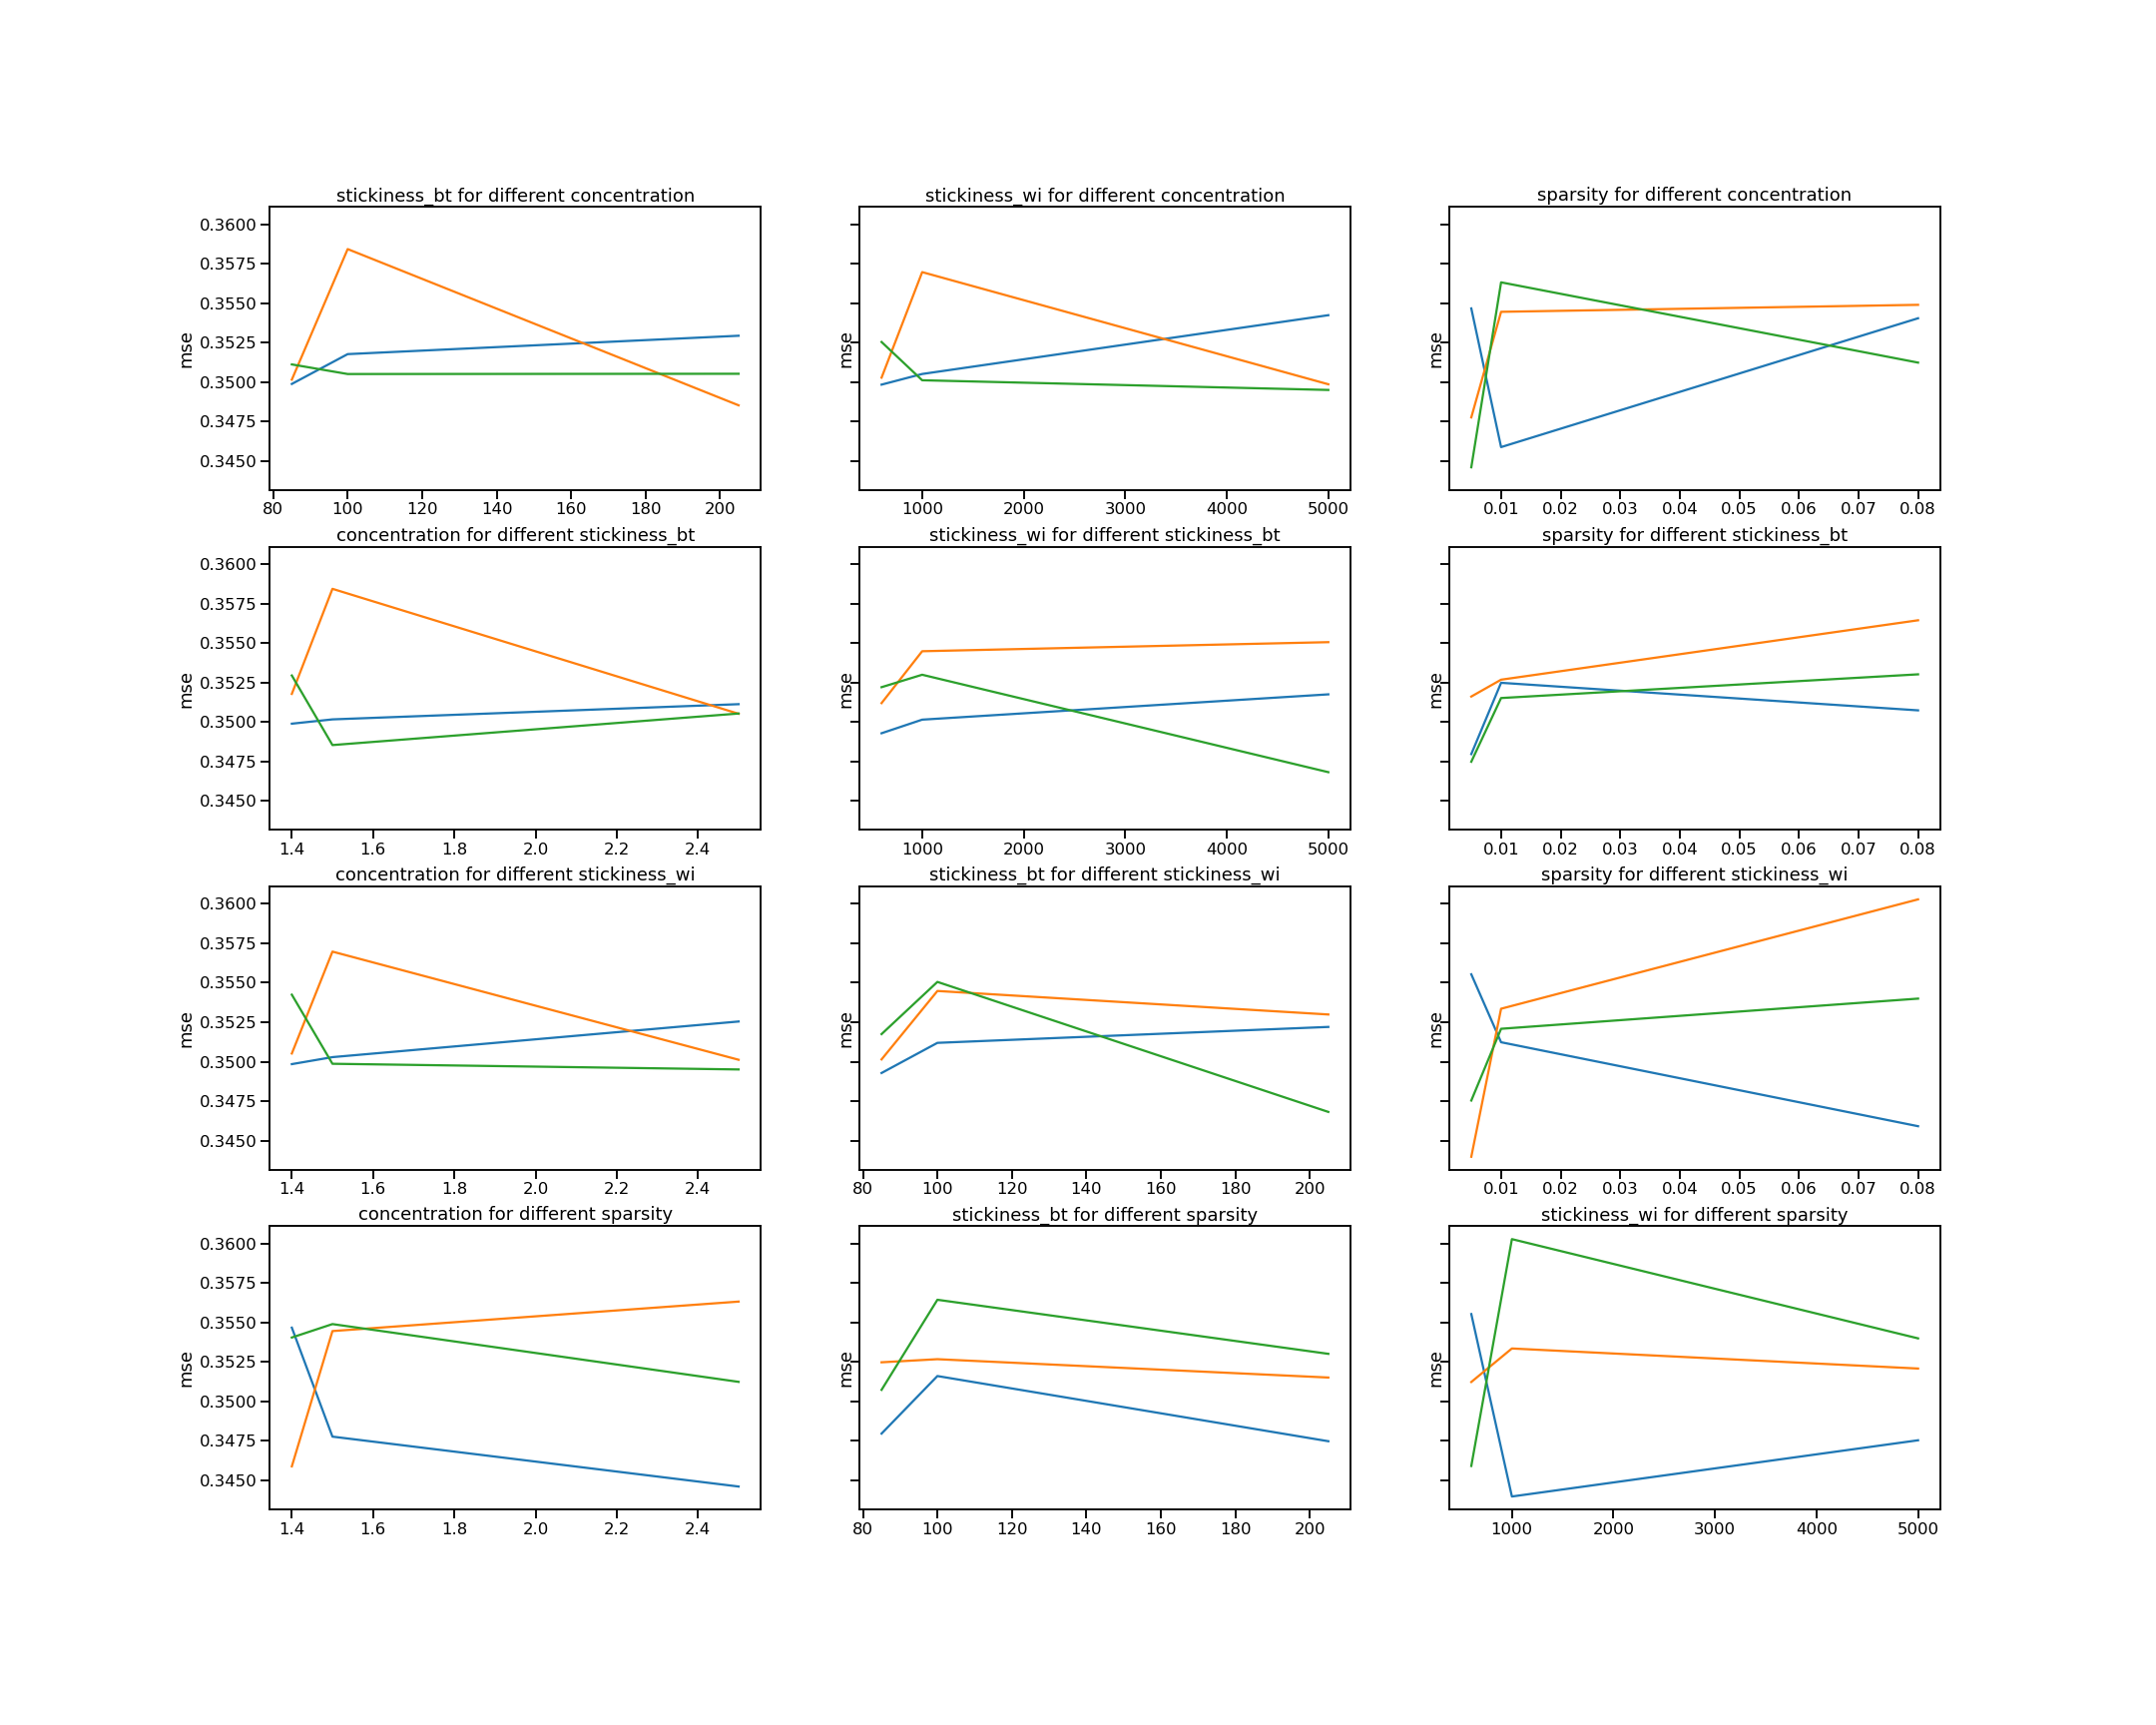 stickiness_bt for different concentration
stickiness_wi for different concentration
sparsity for different concentration
mse
0.3600
0.3575
0.3550
0.3525
0.3500
0.3475
0.3450
80 100 120 140 160 180 200
mse
1000 2000 3000 4000 5000
mse
0.01 0.02 0.03 0.04 0.05 0.06 0.07 0.08
concentration for different stickiness_bt
stickiness_wi for different stickiness_bt
sparsity for different stickiness_bt
mse
0.3600
0.3575
0.3550
0.3525
0.3500
0.3475
0.3450
1.4 1.6 1.8 2.0 2.2 2.4
mse
1000 2000 3000 4000 5000
mse
0.01 0.02 0.03 0.04 0.05 0.06 0.07 0.08
concentration for different stickiness_wi
stickiness_bt for different stickiness_wi
sparsity for different stickiness_wi
mse
0.3600
0.3575
0.3550
0.3525
0.3500
0.3475
0.3450
1.4 1.6 1.8 2.0 2.2 2.4
mse
80 100 120 140 160 180 200
mse
0.01 0.02 0.03 0.04 0.05 0.06 0.07 0.08
concentration for different sparsity
stickiness_bt for different sparsity
stickiness_wi for different sparsity
mse
0.3600
0.3575
0.3550
0.3525
0.3500
0.3475
0.3450
1.4 1.6 1.8 2.0 2.2 2.4
mse
80 100 120 140 160 180 200
mse
1000 2000 3000 4000 5000